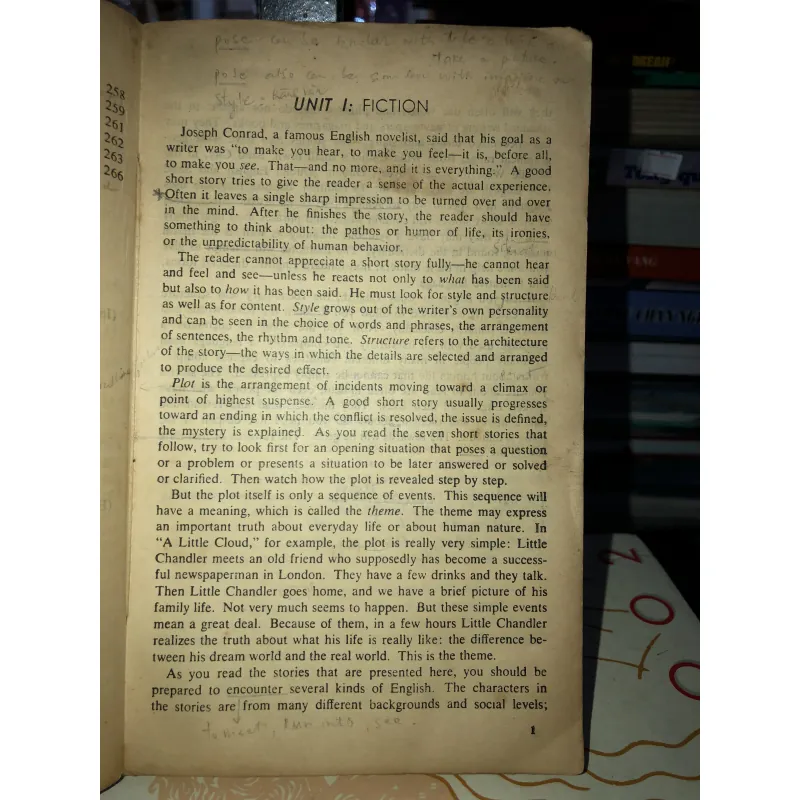 pose can be
pose also can be
Style
258
259
261
262
263
266
UNIT I: FICTION
Joseph Conrad, a famous English novelist, said that his goal as a
writer was “to make you hear, to make you feel—it is, before all,
to make you see. That—and no more, and it is everything.” A good
short story tries to give the reader a sense of the actual experience.
Often it leaves a single sharp impression to be turned over and over
in the mind. After he finishes the story, the reader should have
something to think about: the pathos or humor of life, its ironies,
or the unpredictability of human behavior.
The reader cannot appreciate a short story fully—he cannot hear
and feel and see—unless he reacts not only to what has been said
but also to how it has been said. He must look for style and structure
as well as for content. Style grows out of the writer's own personality
and can be seen in the choice of words and phrases, the arrangement
of sentences, the rhythm and tone. Structure refers to the architecture
of the story—the ways in which the details are selected and arranged
to produce the desired effect.
Plot is the arrangement of incidents moving toward a climax or
point of highest suspense. A good short story usually progresses
toward an ending in which the conflict is resolved, the issue is defined,
the mystery is explained. As you read the seven short stories that
follow, try to look first for an opening situation that poses a question
or a problem or presents a situation to be later answered or solved
or clarified. Then watch how the plot is revealed step by step.
But the plot itself is only a sequence of events. This sequence will
have a meaning, which is called the theme. The theme may express
an important truth about everyday life or about human nature. In
“A Little Cloud,” for example, the plot is really very simple: Little
Chandler meets an old friend who supposedly has become a success-
ful newspaperman in London. They have a few drinks and they talk.
Then Little Chandler goes home, and we have a brief picture of his
family life. Not very much seems to happen. But these simple events
mean a great deal. Because of them, in a few hours Little Chandler
realizes the truth about what his life is really like: the difference be-
tween his dream world and the real world. This is the theme.
As you read the stories that are presented here, you should be
prepared to encounter several kinds of English. The characters in
the stories are from many different backgrounds and social levels;
to meet, run into, see.
1